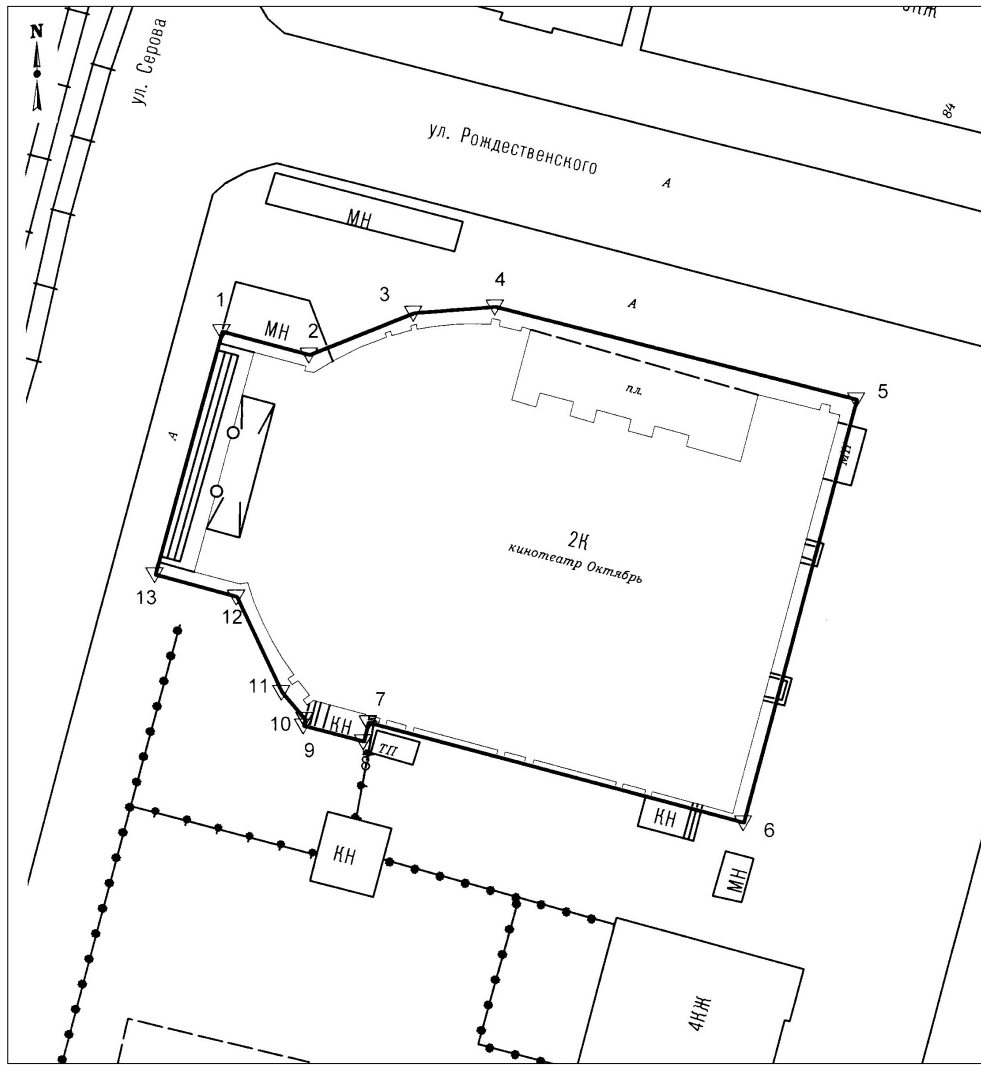 N
ул. Серова
84
ул. Рождественского
А
МН
А
1
МН
2
3
4
5
пл.
МН
А
2К
кинотеатр Октябрь
13
12
11
10
9
КН
7
ТП
8
КН
6
КН
МН
4КЖ